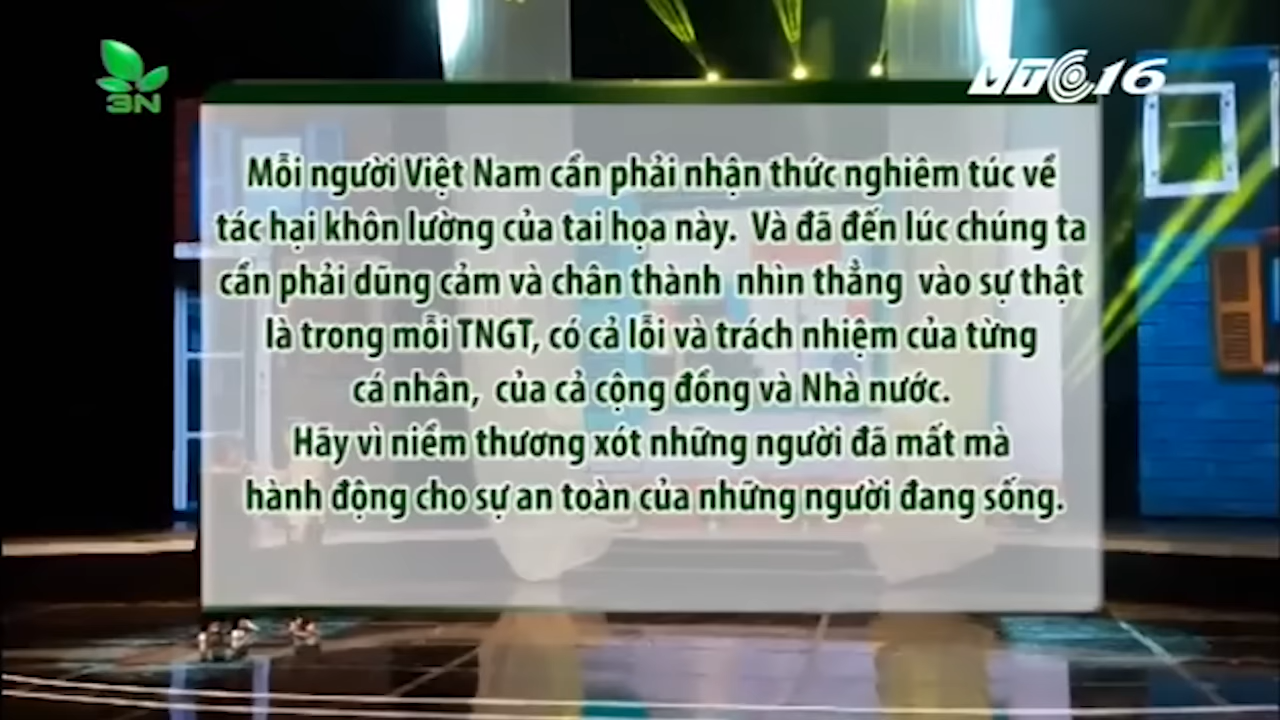 3N
VTC16
Mỗi người Việt Nam cần phải nhận thức nghiêm túc về
tác hại khôn lường của tai họa này. Và đã đến lúc chúng ta
cần phải dũng cảm và chân thành nhìn thẳng vào sự thật
là trong mỗi TNGT, có cả lỗi và trách nhiệm của từng
cá nhân, của cả cộng đồng và Nhà nước.
Hãy vì niềm thương xót những người đã mất mà
hành động cho sự an toàn của những người đang sống.